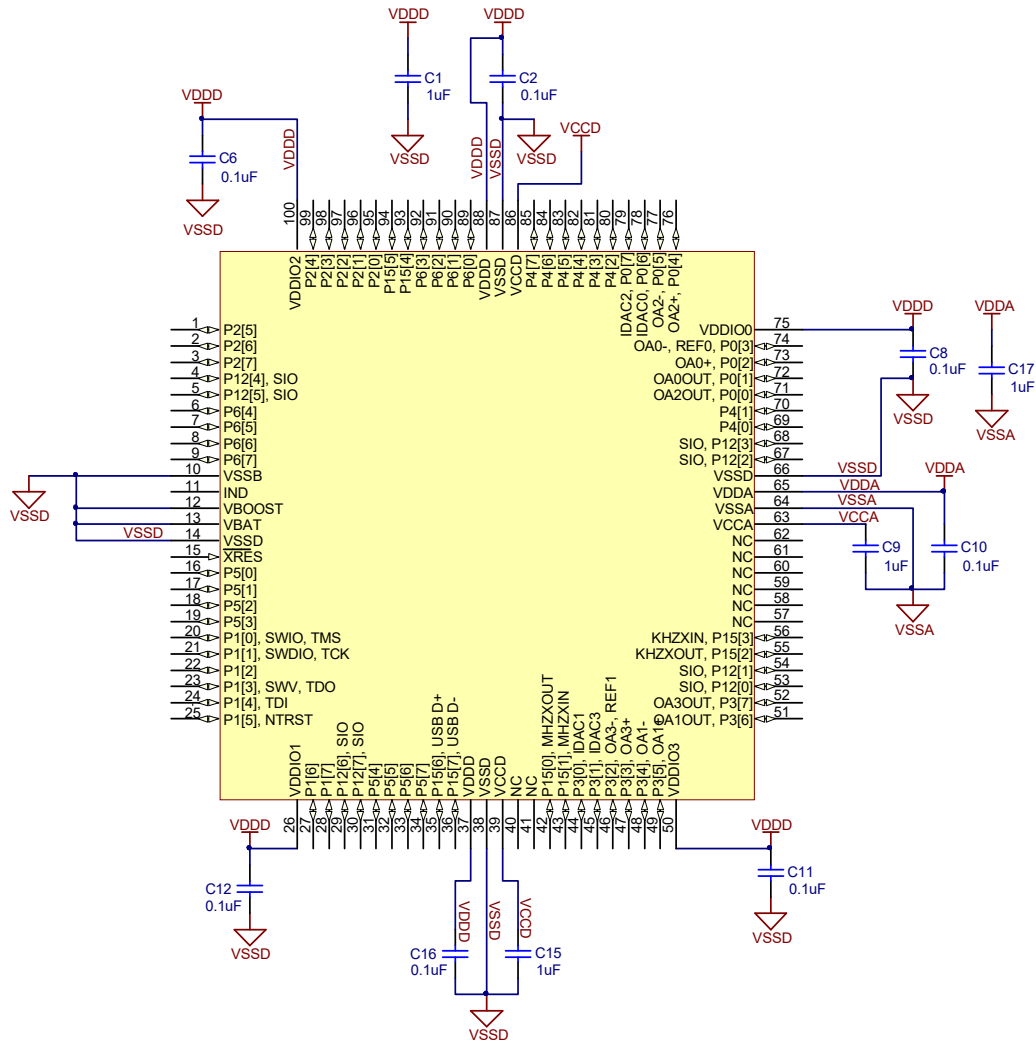 VDDD
C1
1uF
VSSD
VDDD
C2
0.1uF
VSSD
VCCD
VDDD
C6
0.1uF
VSSD
VDDD
VDDD
VSSD
100
99
98
97
96
95
94
93
92
91
90
89
88
87
86
85
84
83
82
81
80
79
78
77
76
VDDIO2
P2[4]
P2[3]
P2[2]
P2[1]
P2[0]
P15[5]
P15[4]
P6[3]
P6[2]
P6[1]
P6[0]
VDDD
VSSD
VCCD
P4[7]
P4[6]
P4[5]
P4[4]
P4[3]
P4[2]
IDAC2, P0[7]
IDAC0, P0[6]
OA2-, P0[5]
OA2+, P0[4]
1 P2[5]
2 P2[6]
3 P2[7]
4 P12[4], SIO
5 P12[5], SIO
6 P6[4]
7 P6[5]
8 P6[6]
9 P6[7]
10 VSSB
11 IND
12 VBOOST
13 VBAT
VSSD 14 VSSD
15 XRES
16 P5[0]
17 P5[1]
18 P5[2]
19 P5[3]
20 P1[0], SWIO, TMS
21 P1[1], SWDIO, TCK
22 P1[2]
23 P1[3], SWV, TDO
24 P1[4], TDI
25 P1[5], NTRST
VSSD
VDDIO0 75
OA0-, REF0, P0[3] 74
OA0+, P0[2] 73
OA0OUT, P0[1] 72
OA2OUT, P0[0] 71
P4[1] 70
P4[0] 69
SIO, P12[3] 68
SIO, P12[2] 67
VSSD 66 VSSD
VDDA 65 VDDA
VSSA 64 VSSA
VCCA 63 VCCA
NC 62
NC 61
NC 60
NC 59
NC 58
NC 57
KHZXIN, P15[3] 56
KHZXOUT, P15[2] 55
SIO, P12[1] 54
SIO, P12[0] 53
OA3OUT, P3[7] 52
OA1OUT, P3[6] 51
VDDD
C8
0.1uF
VSSD
VDDA
C17
1uF
VSSA
VDDA
C9
1uF
C10
0.1uF
VSSA
VDDIO1
P1[6]
P1[7]
P12[6], SIO
P12[7], SIO
P5[4]
P5[5]
P5[6]
P5[7]
P15[6], USB D+
P15[7], USB D-
VDDD
VSSD
VCCD
NC
NC
P15[0], MHZXOUT
P15[1], MHZXIN
P3[0], IDAC1
P3[1], IDAC3
P3[2], OA3-, REF1
P3[3], OA3+
P3[4], OA1-
P3[5], OA1+
VDDIO3
26
27
28
29
30
31
32
33
34
35
36
37
38
39
40
41
42
43
44
45
46
47
48
49
50
VDDD
C12
0.1uF
VSSD
VDDD
VSSD
VCCD
C16
0.1uF
C15
1uF
VSSD
VDDD
C11
0.1uF
VSSD